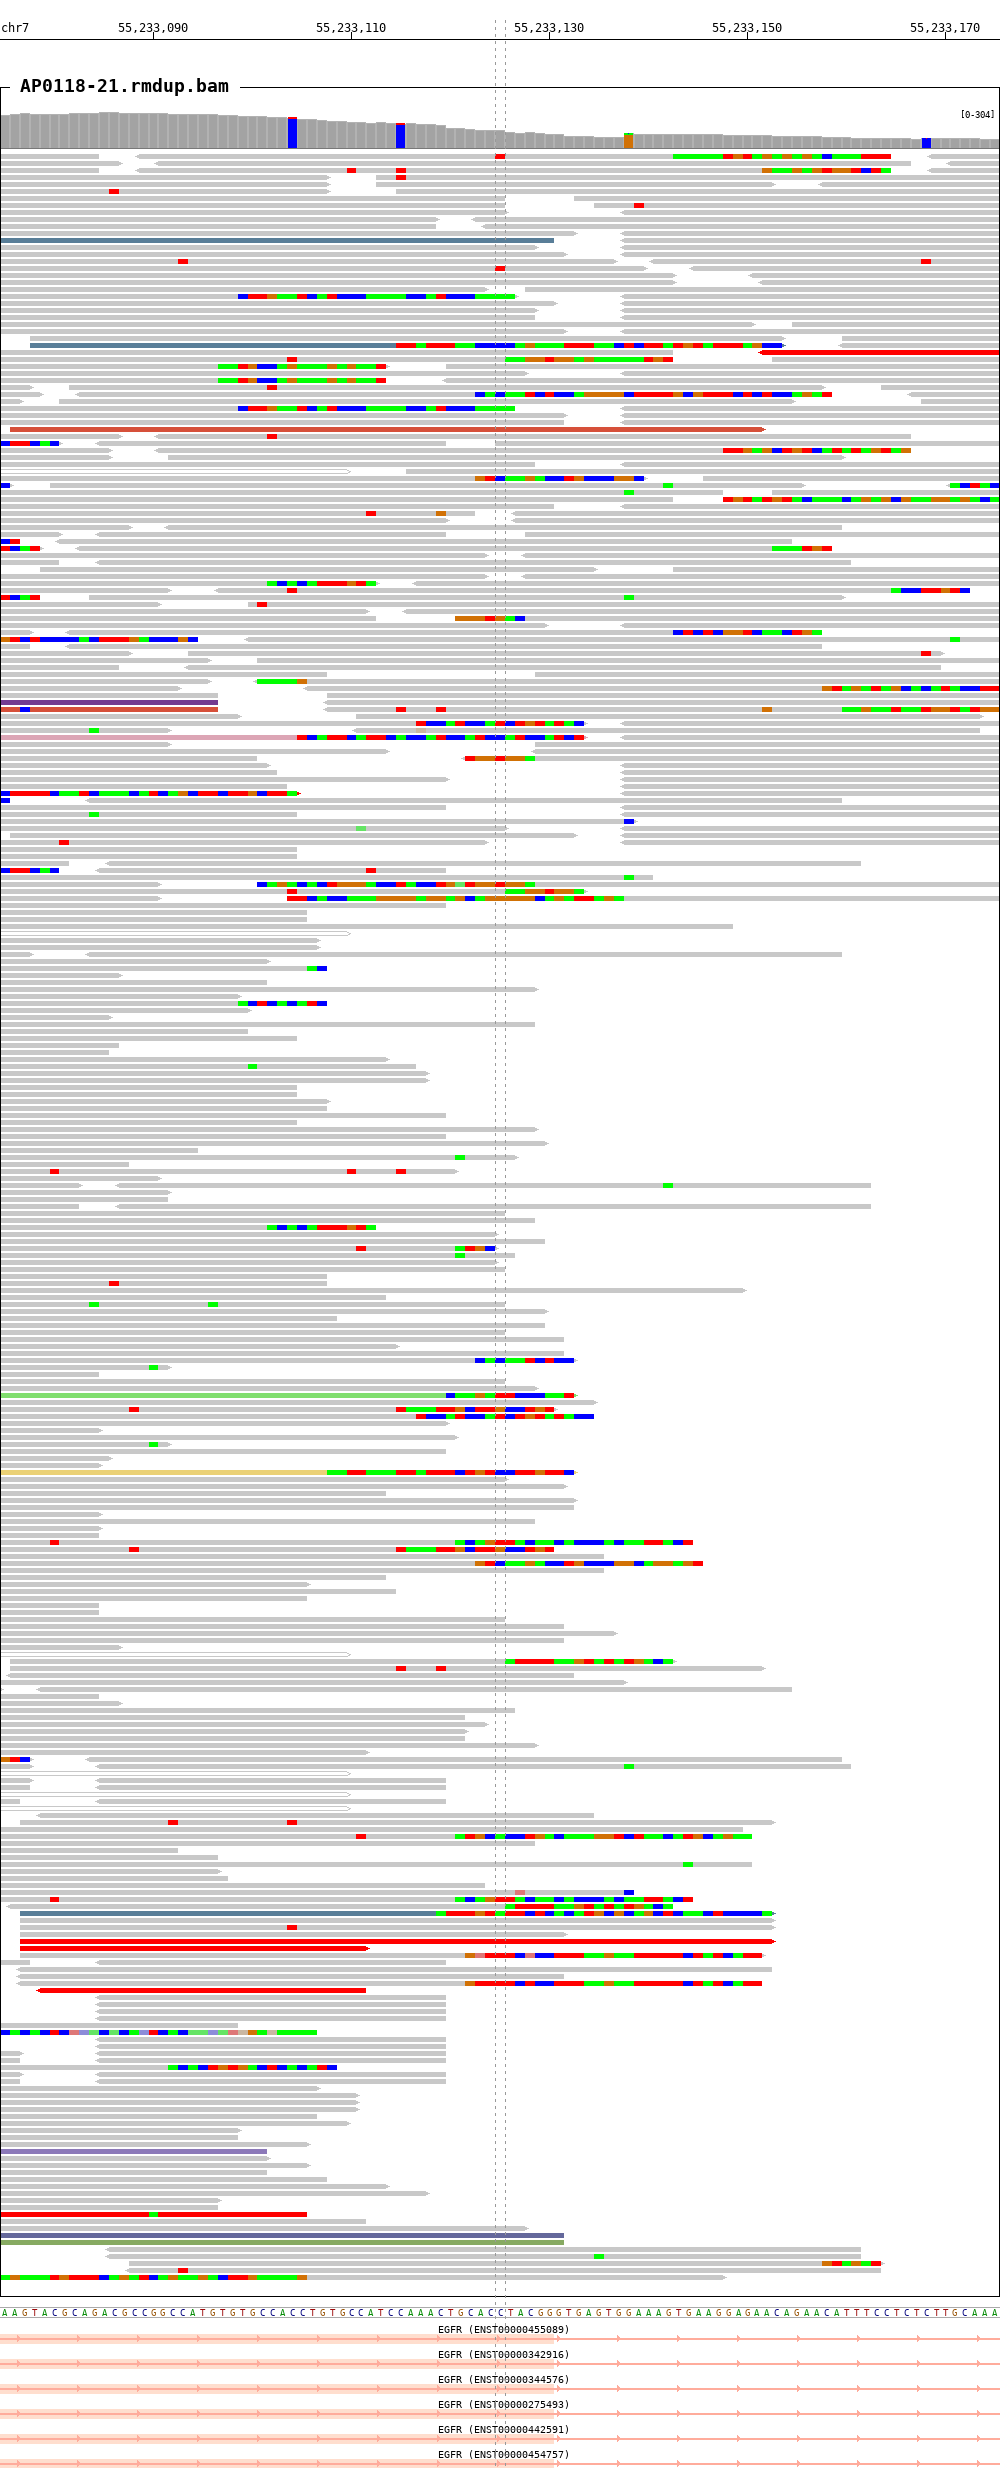 chr7 55,233,090 55,233,110 55,233,130 55,233,150 55,233,170
AP0118-21.rmdup.bam
[0-304]
AAGTACGCAGACGCCGGCCATGTGTGCCACCTGTGCCATCCAAACTGCACCTACGGGTGAGTGGAAAGTGAAGGAGAACAGAACATTTCCTCTCTTGCAAA
EGFR (ENST00000455089)
EGFR (ENST00000342916)
EGFR (ENST00000344576)
EGFR (ENST00000275493)
EGFR (ENST00000442591)
EGFR (ENST00000454757)